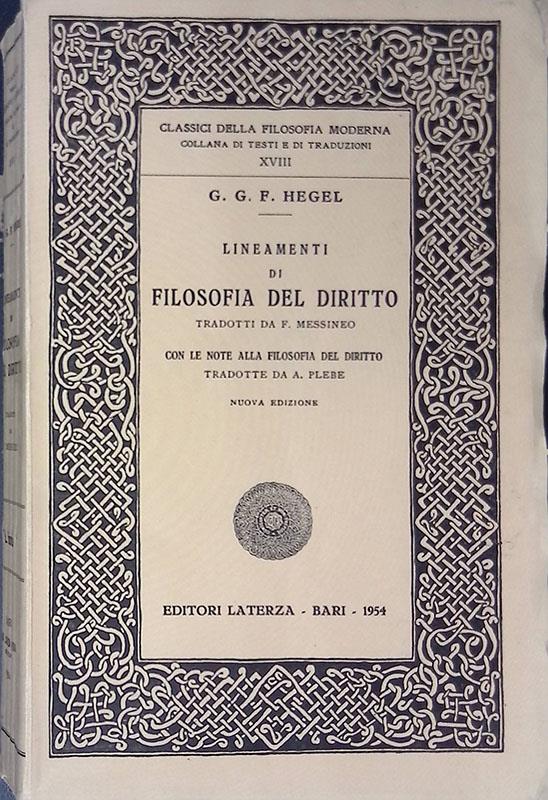 CLASSICI DELLA FILOSOFIA MODERNA
COLLANA DI TESTI E DI TRADUZIONI
XVIII
G. G. F. HEGEL
LINEAMENTI
DI
FILOSOFIA DEL DIRITTO
TRADOTTI DA F. MESSINEO
CON LE NOTE ALLA FILOSOFIA DEL DIRITTO
TRADOTTE DA A. PLEBE
NUOVA EDIZIONE
EDITORI LATERZA - BARI - 1954